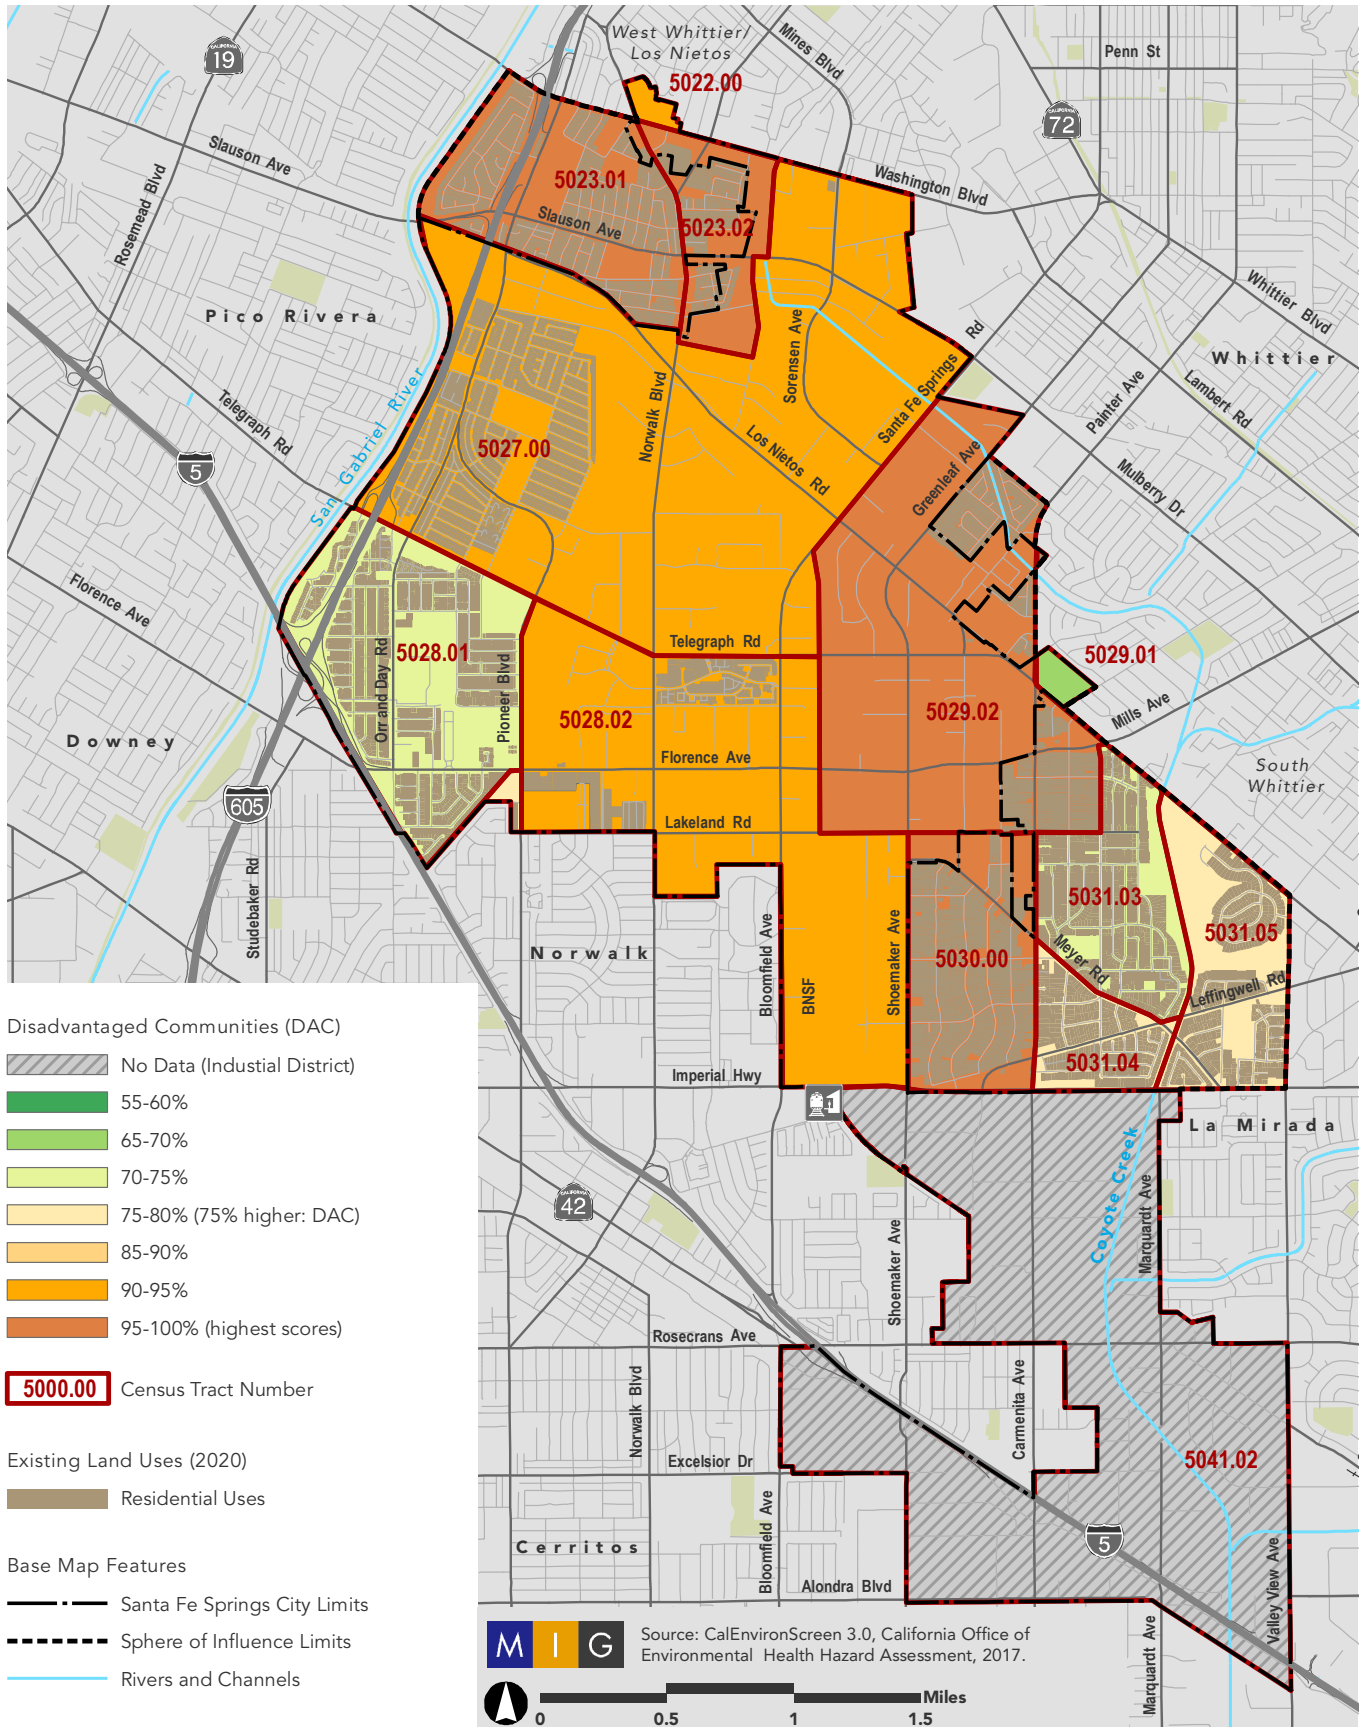 West Whittier/
Los Nietos
Mines Blvd
Penn St
CALIFORNIA
19
5022.00
CALIFORNIA
72
Slauson Ave
Rosemead Blvd
5023.01
Washington Blvd
Slauson Ave
5023.02
Whittier Blvd
Pico Rivera
Sorensen Ave
Santa Fe Springs Rd
Whittier
Painter Ave
Lambert Rd
Telegraph Rd
San Gabriel River
Norwalk Blvd
5027.00
Los Nietos Rd
Greenleaf Ave
Mulberry Dr
5
Florence Ave
5028.01
Telegraph Rd
5029.01
Orr and Day Rd
Pioneer Blvd
5028.02
5029.02
Mills Ave
Downey
Florence Ave
South
Whittier
605
Lakeland Rd
Studebaker Rd
5031.03
5031.05
Norwalk
Bloomfield Ave
BNSF
Shoemaker Ave
5030.00
Meyer Rd
Leffingwell Rd
5031.04
Imperial Hwy
La Mirada
Coyote Creek
Marquardt Ave
CALIFORNIA
42
Shoemaker Ave
Rosecrans Ave
Norwalk Blvd
Carmenita Ave
Excelsior Dr
5041.02
Bloomfield Ave
Cerritos
5
Valley View Ave
Alondra Blvd
Marquardt Ave
Disadvantaged Communities (DAC)
No Data (Industial District)
55-60%
65-70%
70-75%
75-80% (75% higher: DAC)
85-90%
90-95%
95-100% (highest scores)
5000.00 Census Tract Number
Existing Land Uses (2020)
Residential Uses
Base Map Features
Santa Fe Springs City Limits
Sphere of Influence Limits
Rivers and Channels
M I G
Source: CalEnvironScreen 3.0, California Office of
Environmental Health Hazard Assessment, 2017.
Miles
0 0.5 1 1.5